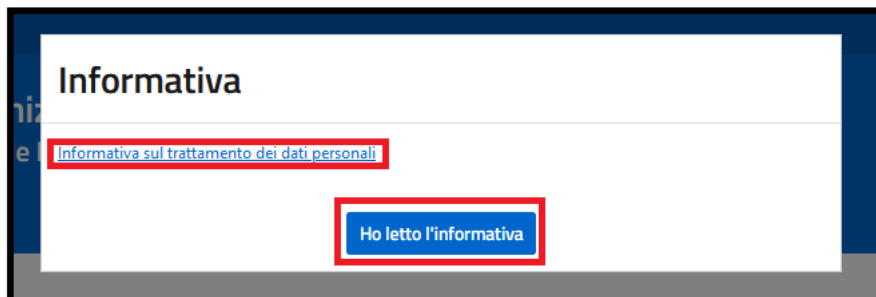 Informativa
Informativa sul trattamento dei dati personali
Ho letto l'informativa